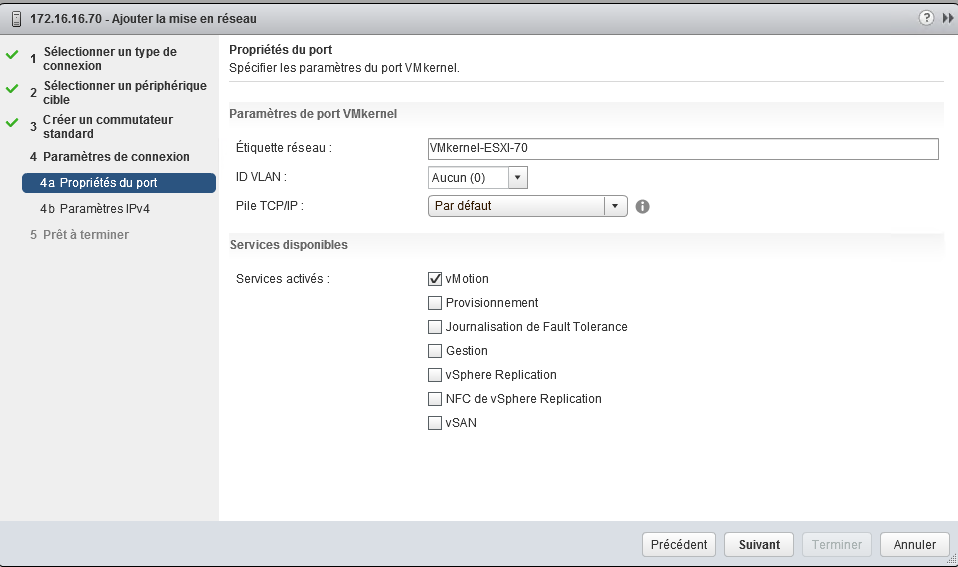 172.16.16.70 - Ajouter la mise en réseau
1 Sélectionner un type de
connexion
2 Sélectionner un périphérique
cible
3 Créer un commutateur
standard
4 Paramètres de connexion
4a Propriétés du port
4b Paramètres IPv4
5 Prêt à terminer
Propriétés du port
Spécifier les paramètres du port VMkernel.
Paramètres de port VMkernel
Étiquette réseau : VMkernel-ESXI-70
ID VLAN : Aucun (0)
Pile TCP/IP : Par défaut
Services disponibles
Services activés : vMotion
Provisionnement
Journalisation de Fault Tolerance
Gestion
vSphere Replication
NFC de vSphere Replication
vSAN
Précédent Suivant Terminer Annuler